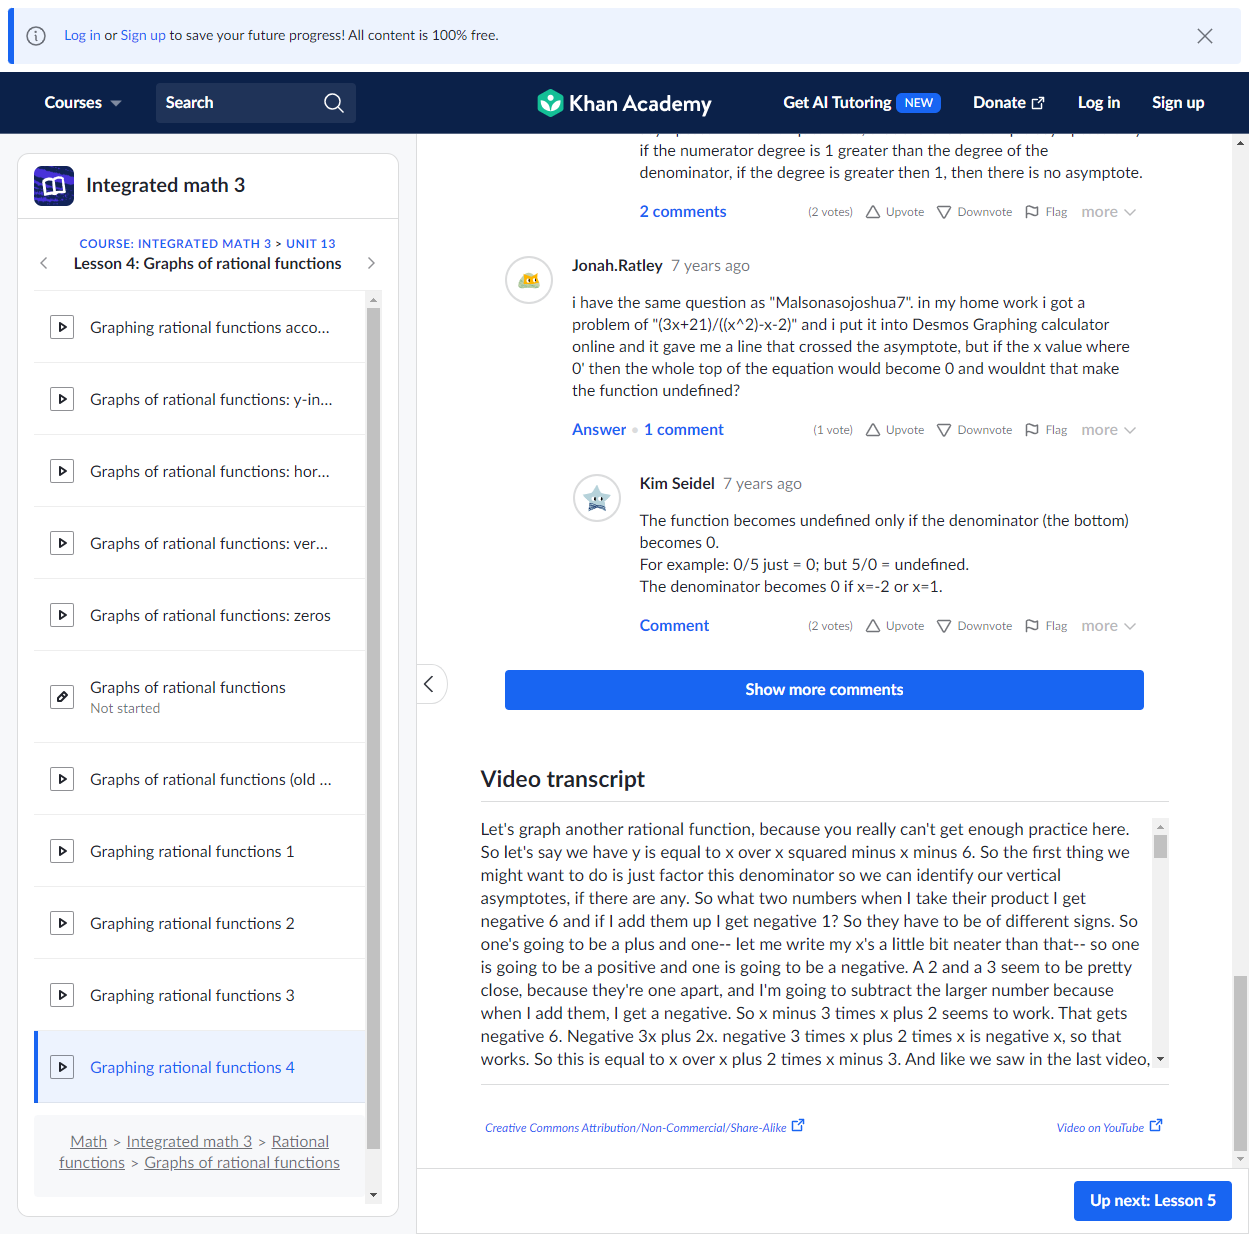 Log in or Sign up to save your future progress! All content is 100% free.
Courses
Search
Khan Academy
Get AI Tutoring NEW
Donate
Log in
Sign up
Integrated math 3
COURSE: INTEGRATED MATH 3 > UNIT 13
Lesson 4: Graphs of rational functions
Graphing rational functions acco...
Graphs of rational functions: y-in...
Graphs of rational functions: hor...
Graphs of rational functions: ver...
Graphs of rational functions: zeros
Graphs of rational functions
Not started
Graphs of rational functions (old ...
Graphing rational functions 1
Graphing rational functions 2
Graphing rational functions 3
Graphing rational functions 4
Math > Integrated math 3 > Rational
functions > Graphs of rational functions
if the numerator degree is 1 greater than the degree of the
denominator, if the degree is greater then 1, then there is no asymptote.
2 comments (2 votes) Upvote Downvote Flag more
Jonah.Ratley 7 years ago
i have the same question as "Malsonasojoshua7". in my home work i got a
problem of "(3x+21)/((x^2)-x-2)" and i put it into Desmos Graphing calculator
online and it gave me a line that crossed the asymptote, but if the x value where
0' then the whole top of the equation would become 0 and wouldnt that make
the function undefined?
Answer • 1 comment (1 vote) Upvote Downvote Flag more
Kim Seidel 7 years ago
The function becomes undefined only if the denominator (the bottom)
becomes 0.
For example: 0/5 just = 0; but 5/0 = undefined.
The denominator becomes 0 if x=-2 or x=1.
Comment (2 votes) Upvote Downvote Flag more
Show more comments
Video transcript
Let's graph another rational function, because you really can't get enough practice here.
So let's say we have y is equal to x over x squared minus x minus 6. So the first thing we
might want to do is just factor this denominator so we can identify our vertical
asymptotes, if there are any. So what two numbers when I take their product I get
negative 6 and if I add them up I get negative 1? So they have to be of different signs. So
one's going to be a plus and one-- let me write my x's a little bit neater than that-- so one
is going to be a positive and one is going to be a negative. A 2 and a 3 seem to be pretty
close, because they're one apart, and I'm going to subtract the larger number because
when I add them, I get a negative. So x minus 3 times x plus 2 seems to work. That gets
negative 6. Negative 3x plus 2x. negative 3 times x plus 2 times x is negative x, so that
works. So this is equal to x over x plus 2 times x minus 3. And like we saw in the last video,
Creative Commons Attribution/Non-Commercial/Share-Alike
Video on YouTube
Up next: Lesson 5